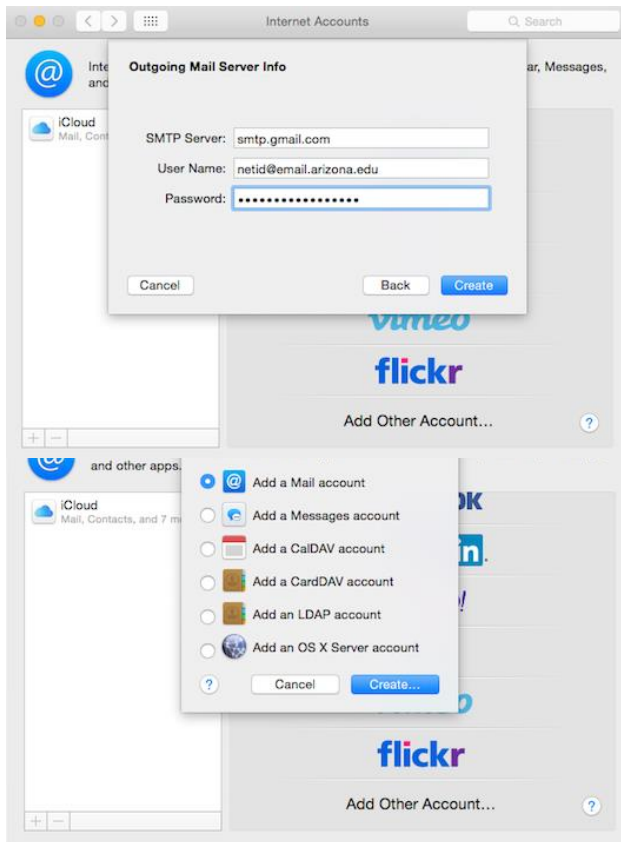 Internet Accounts
Search
Inte
Outgoing Mail Server Info
ar, Messages,
and
iCloud
Mail, Cont
SMTP Server: smtp.gmail.com
User Name: netid@email.arizona.edu
Password: •••••••••••••••••
Cancel
Back
Create
vimeo
flickr
Add Other Account...
?
+ −
and other apps.
Add a Mail account
iCloud
Mail, Contacts, and 7 m
Add a Messages account
OK
Add a CalDAV account
in.
Add a CardDAV account
!
Add an LDAP account
Add an OS X Server account
? Cancel Create...
flickr
Add Other Account...
?
+ −